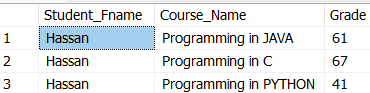 Student_Fname Course_Name Grade
1 Hassan Programming in JAVA 61
2 Hassan Programming in C 67
3 Hassan Programming in PYTHON 41